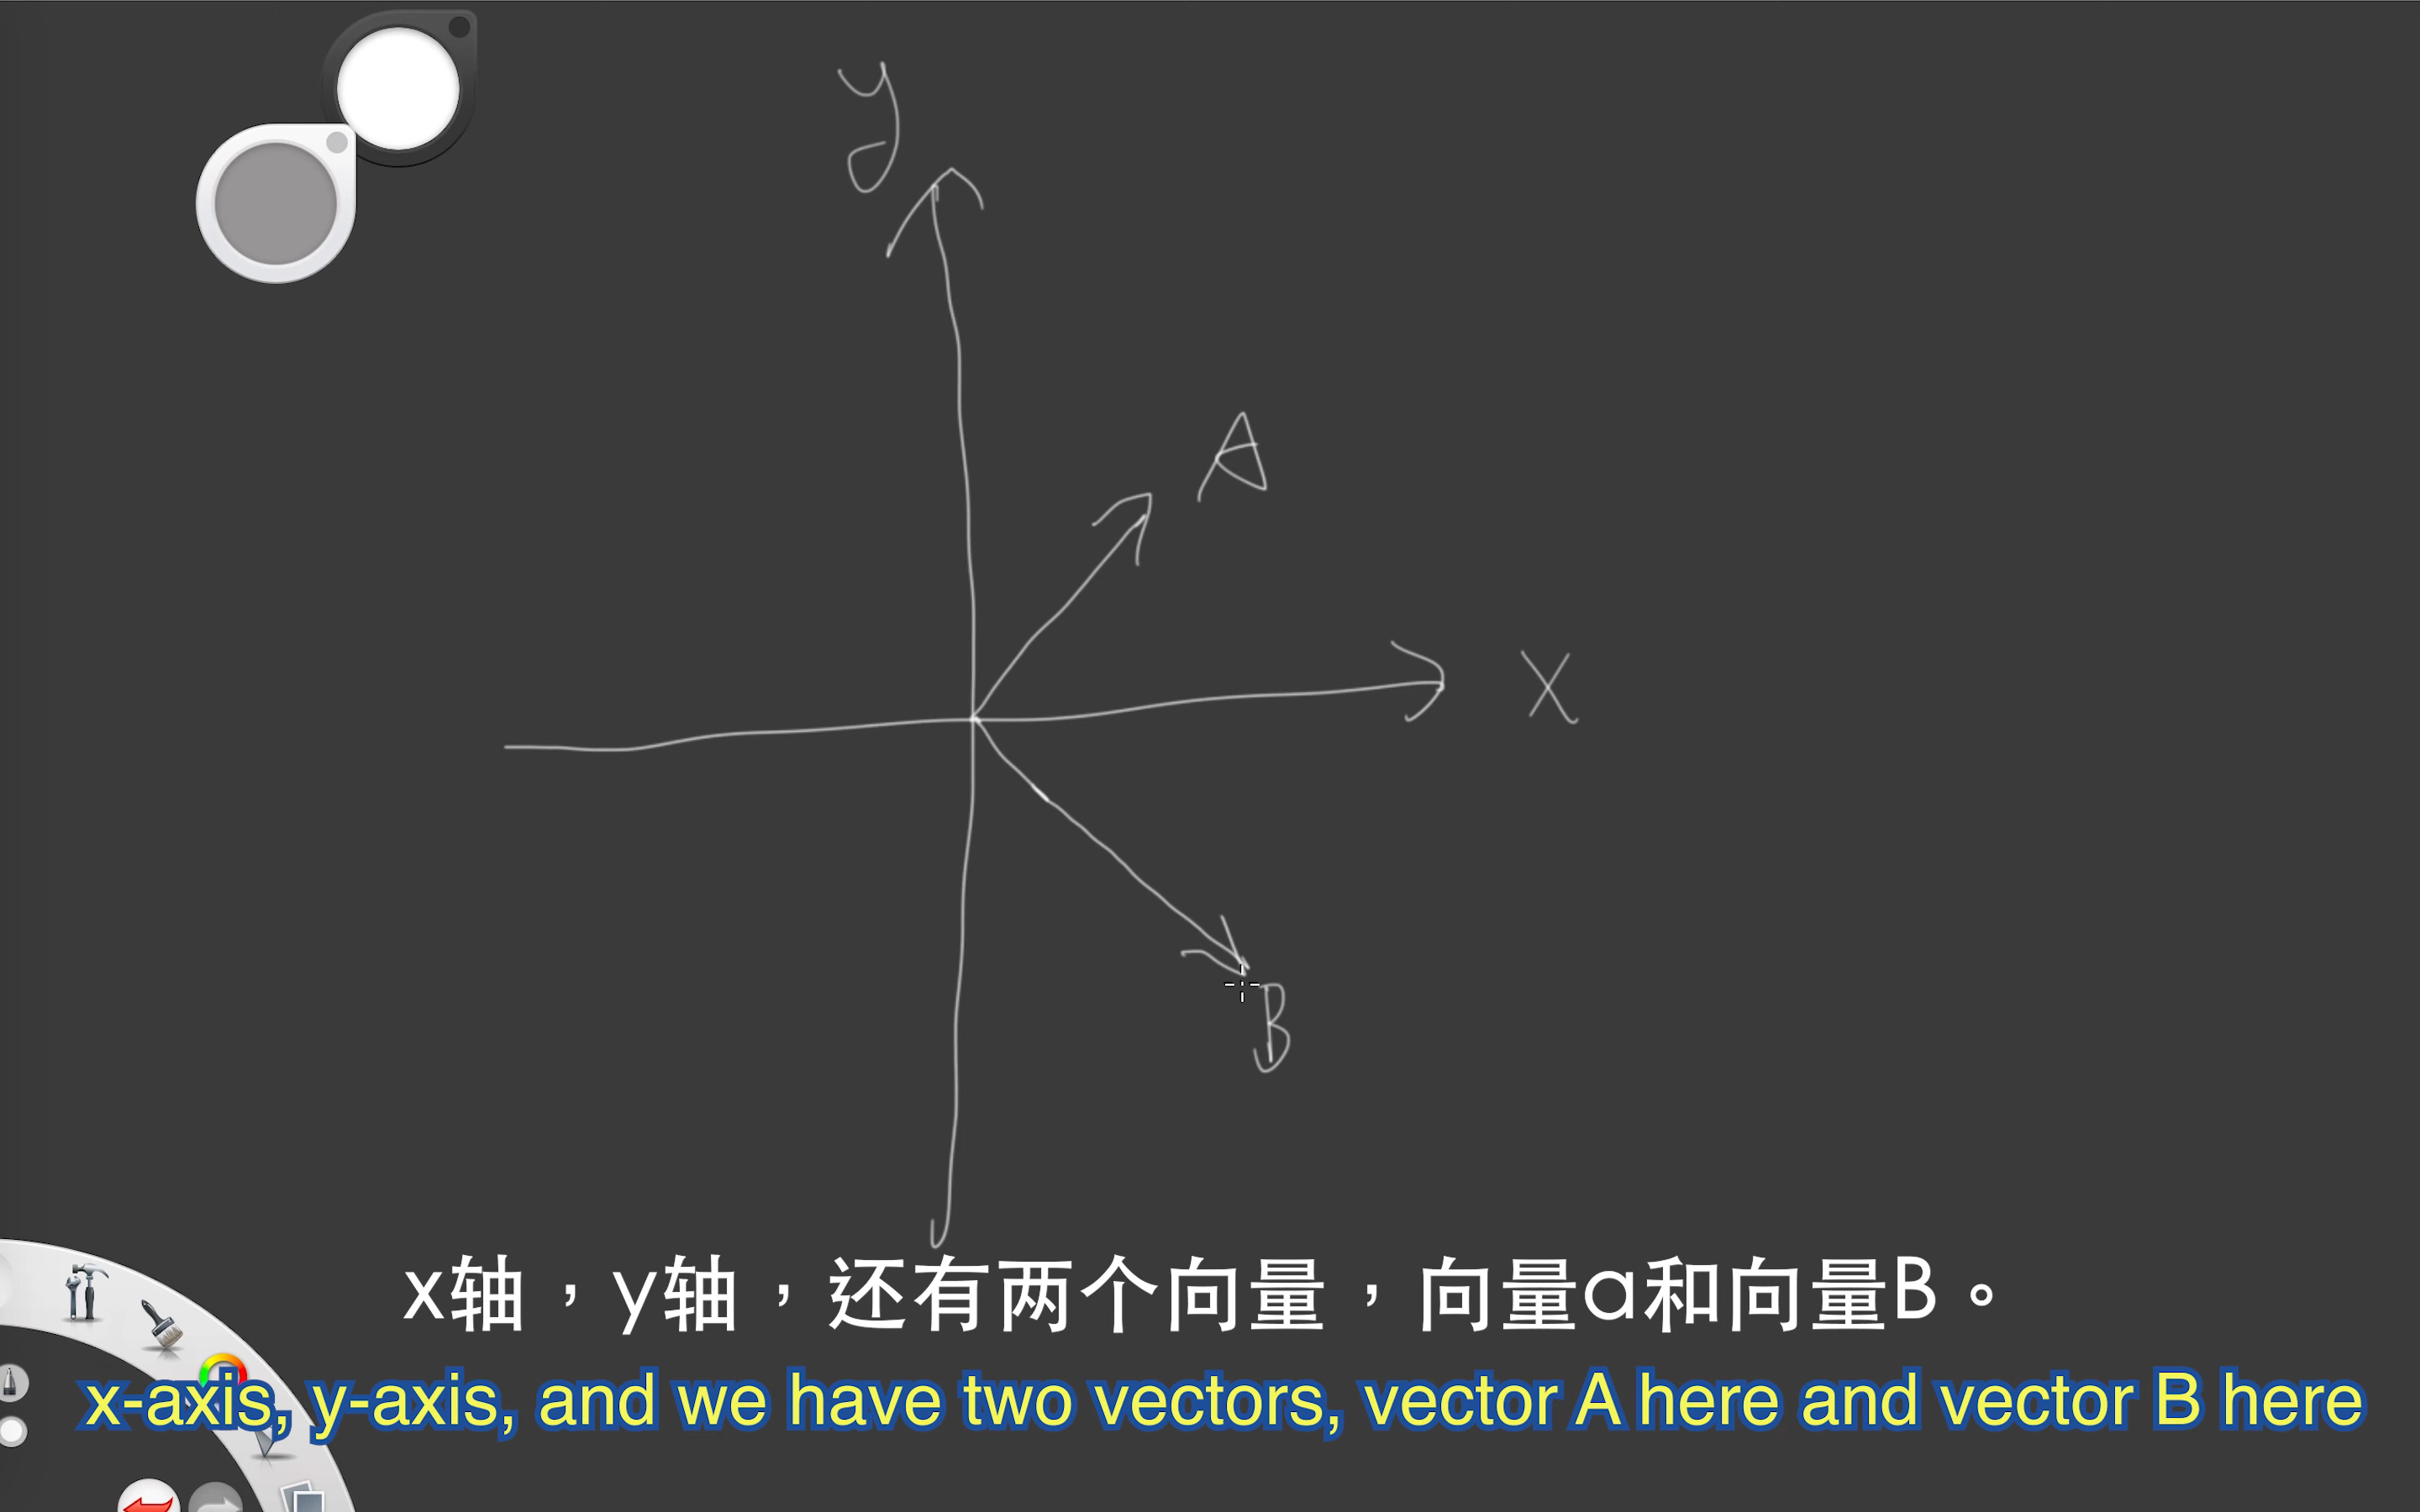 y
A
X
B
x轴，y轴，还有两个向量，向量a和向量B。
x-axis, y-axis, and we have two vectors, vector A here and vector B here